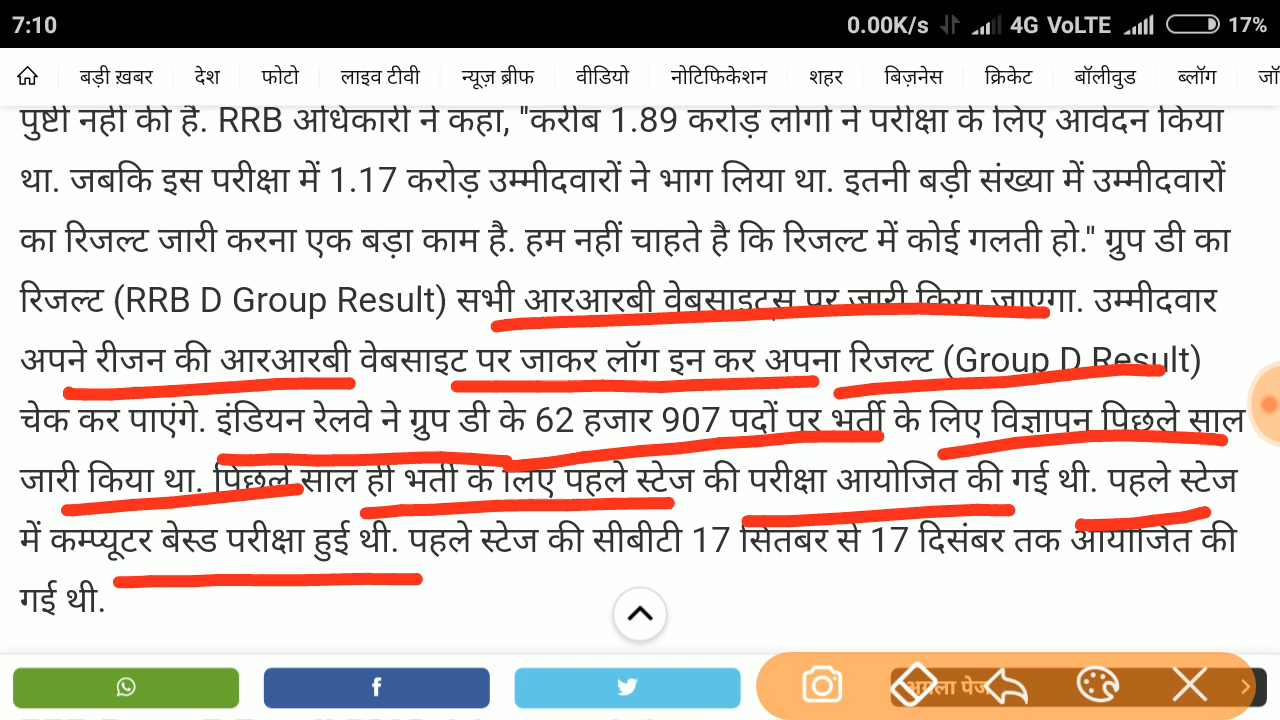 7:10 0.00K/s 4G VoLTE 17%
बड़ी ख़बर देश फोटो लाइव टीवी न्यूज़ ब्रीफ वीडियो नोटिफिकेशन शहर बिज़नेस क्रिकेट बॉलीवुड ब्लॉग
पुष्टी नहीं की है. RRB अधिकारी ने कहा, "करीब 1.89 करोड़ लोगों ने परीक्षा के लिए आवेदन किया
था. जबकि इस परीक्षा में 1.17 करोड़ उम्मीदवारों ने भाग लिया था. इतनी बड़ी संख्या में उम्मीदवारों
का रिजल्ट जारी करना एक बड़ा काम है. हम नहीं चाहते है कि रिजल्ट में कोई गलती हो." ग्रुप डी का
रिजल्ट (RRB D Group Result) सभी आरआरबी वेबसाइट्स पर जारी किया जाएगा. उम्मीदवार
अपने रीजन की आरआरबी वेबसाइट पर जाकर लॉग इन कर अपना रिजल्ट (Group D Result)
चेक कर पाएंगे. इंडियन रेलवे ने ग्रुप डी के 62 हजार 907 पदों पर भर्ती के लिए विज्ञापन पिछले साल
जारी किया था. पिछले साल ही भर्ती के लिए पहले स्टेज की परीक्षा आयोजित की गई थी. पहले स्टेज
में कम्प्यूटर बेस्ड परीक्षा हुई थी. पहले स्टेज की सीबीटी 17 सितंबर से 17 दिसंबर तक आयोजित की
गई थी.
अगला पेज